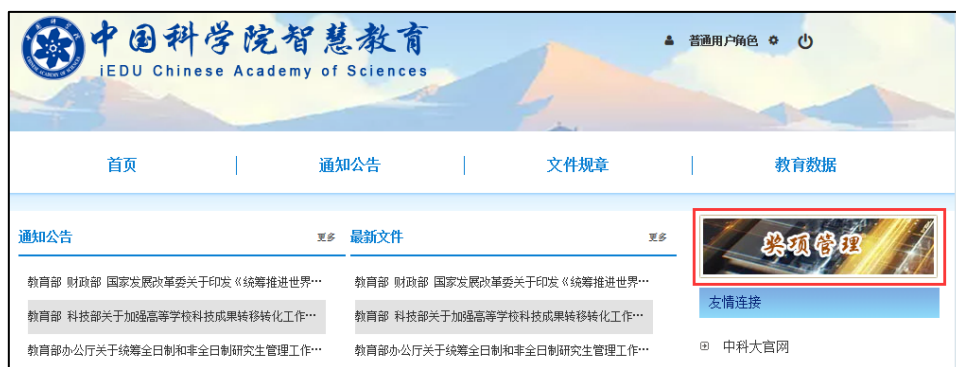 中国科学院智慧教育
iEDU Chinese Academy of Sciences
普通用户角色
首页 通知公告 文件规章 教育数据
通知公告 更多
教育部 财政部 国家发展改革委关于印发《统筹推进世界…
教育部 科技部关于加强高等学校科技成果转移转化工作…
教育部办公厅关于统筹全日制和非全日制研究生管理工作…
最新文件 更多
教育部 财政部 国家发展改革委关于印发《统筹推进世界…
教育部 科技部关于加强高等学校科技成果转移转化工作…
教育部办公厅关于统筹全日制和非全日制研究生管理工作…
奖项管理
友情连接
中科大官网